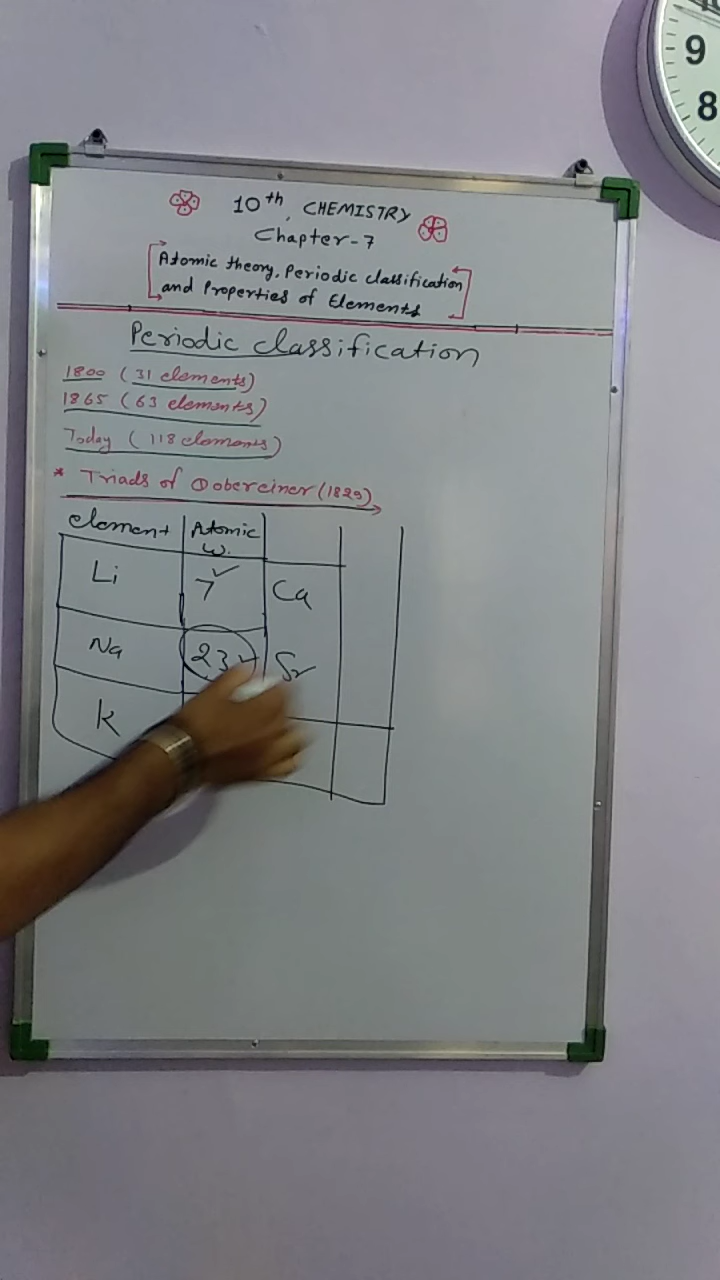 10th, CHEMISTRY
Chapter-7
Atomic theory, Periodic classification
and Properties of Elements
Periodic classification
1800 (31 elements)
1865 (63 elements)
Today (118 elements)
* Triads of Dobereiner (1829)
element Atomic w.
Li 7 Ca
Na 23 Sr
K
9
8